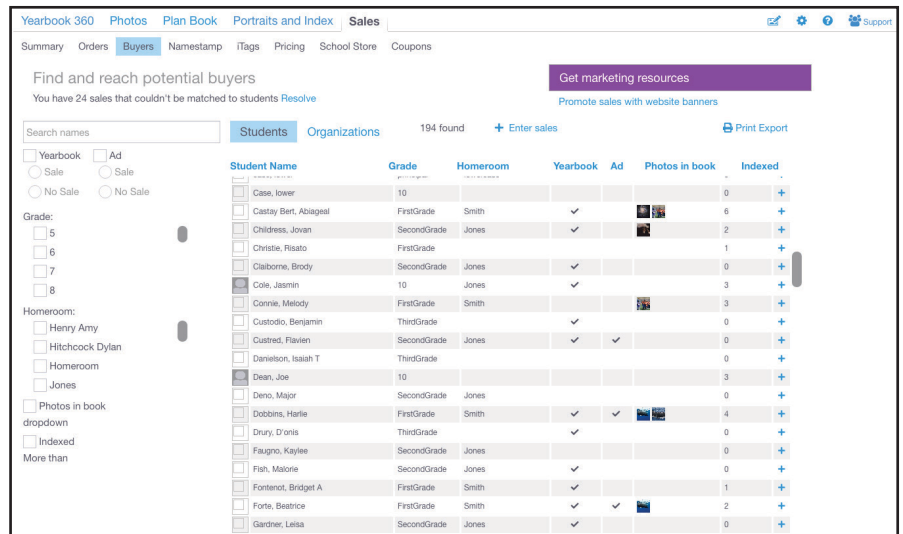 Yearbook 360 Photos Plan Book Portraits and Index Sales Support
Summary Orders Buyers Namestamp iTags Pricing School Store Coupons
Find and reach potential buyers
You have 24 sales that couldn't be matched to students Resolve
Get marketing resources
Promote sales with website banners
Search names
Yearbook Ad
Sale Sale
No Sale No Sale
Grade:
5
6
7
8
Homeroom:
Henry Amy
Hitchcock Dylan
Homeroom
Jones
Photos in book
dropdown
Indexed
More than
Students Organizations 194 found + Enter sales Print Export
Student Name Grade Homeroom Yearbook Ad Photos in book Indexed
Case, lower 10 0 +
Castay Bert, Abiageal FirstGrade Smith ✓ 6 +
Childress, Jovan SecondGrade Jones ✓ 2 +
Christie, Risato FirstGrade 1 +
Claiborne, Brody SecondGrade Jones ✓ 0 +
Cole, Jasmin 10 Jones ✓ 3 +
Connie, Melody FirstGrade Smith 3 +
Custodio, Benjamin ThirdGrade ✓ 0 +
Custred, Flavien SecondGrade Jones ✓ ✓ 0 +
Danielson, Isaiah T ThirdGrade 0 +
Dean, Joe 10 3 +
Deno, Major SecondGrade Jones 0 +
Dobbins, Harlie FirstGrade Smith ✓ ✓ 4 +
Drury, D'onis ThirdGrade ✓ 0 +
Faugno, Kaylee SecondGrade Jones 0 +
Fish, Malorie SecondGrade Jones ✓ 0 +
Fontenot, Bridget A FirstGrade Smith ✓ 1 +
Forte, Beatrice FirstGrade Smith ✓ ✓ 2 +
Gardner, Leisa SecondGrade Jones ✓ 0 +